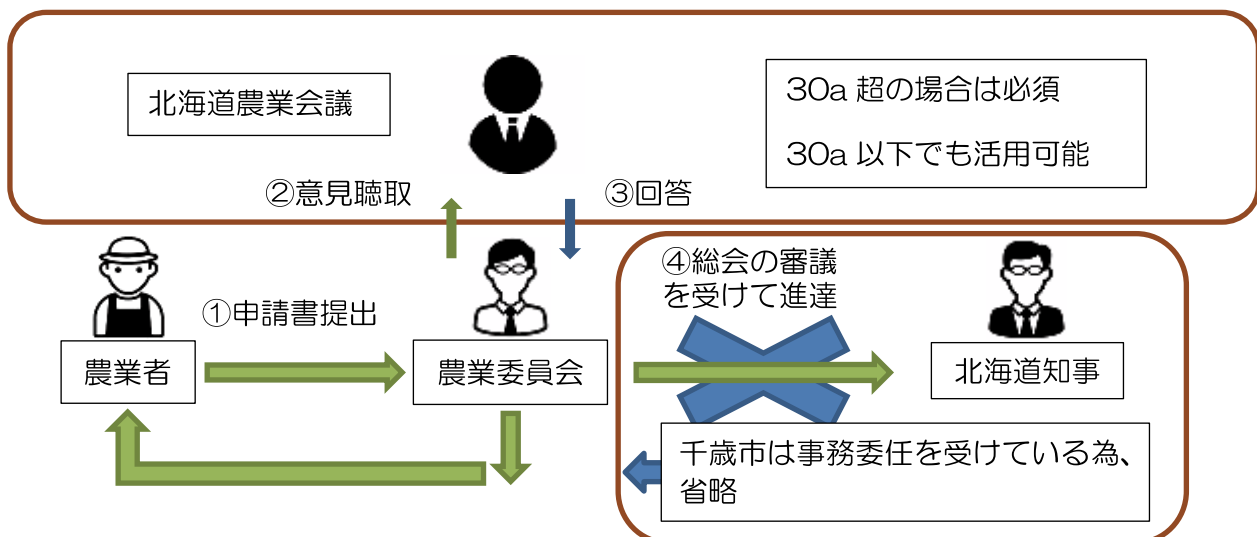 北海道農業会議
30a 超の場合は必須
30a 以下でも活用可能
②意見聴取
③回答
①申請書提出
④総会の審議
を受けて進達
農業者
農業委員会
北海道知事
千歳市は事務委任を受けている為、
省略